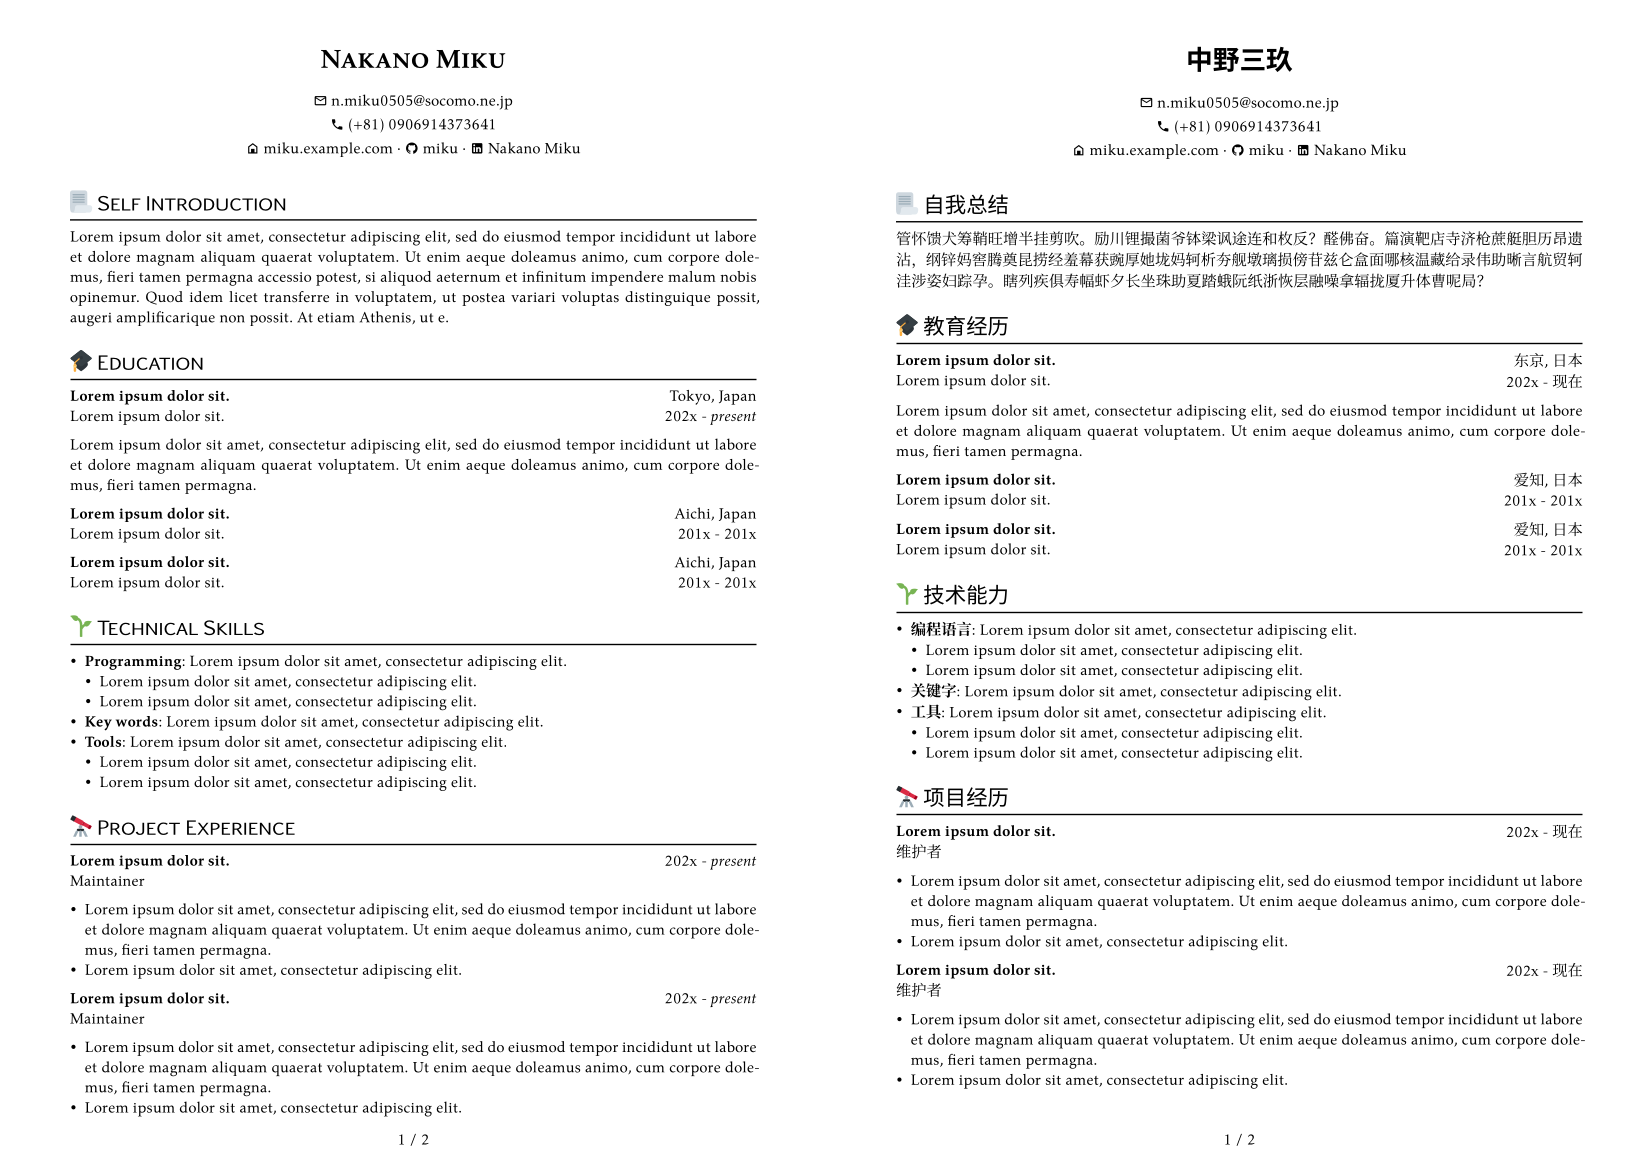 NAKANO MIKU
n.miku0505@socomo.ne.jp
(+81) 0906914373641
miku.example.com · miku · Nakano Miku
SELF INTRODUCTION
Lorem ipsum dolor sit amet, consectetur adipiscing elit, sed do eiusmod tempor incididunt ut labore
et dolore magnam aliquam quaerat voluptatem. Ut enim aeque doleamus animo, cum corpore dole-
mus, fieri tamen permagna accessio potest, si aliquod aeternum et infinitum impendere malum nobis
opinemur. Quod idem licet transferre in voluptatem, ut postea variari voluptas distinguique possit,
augeri amplificarique non possit. At etiam Athenis, ut e.
EDUCATION
Lorem ipsum dolor sit. Tokyo, Japan
Lorem ipsum dolor sit. 202x - present
Lorem ipsum dolor sit amet, consectetur adipiscing elit, sed do eiusmod tempor incididunt ut labore
et dolore magnam aliquam quaerat voluptatem. Ut enim aeque doleamus animo, cum corpore dole-
mus, fieri tamen permagna.
Lorem ipsum dolor sit. Aichi, Japan
Lorem ipsum dolor sit. 201x - 201x
Lorem ipsum dolor sit. Aichi, Japan
Lorem ipsum dolor sit. 201x - 201x
TECHNICAL SKILLS
• Programming: Lorem ipsum dolor sit amet, consectetur adipiscing elit.
• Lorem ipsum dolor sit amet, consectetur adipiscing elit.
• Lorem ipsum dolor sit amet, consectetur adipiscing elit.
• Key words: Lorem ipsum dolor sit amet, consectetur adipiscing elit.
• Tools: Lorem ipsum dolor sit amet, consectetur adipiscing elit.
• Lorem ipsum dolor sit amet, consectetur adipiscing elit.
• Lorem ipsum dolor sit amet, consectetur adipiscing elit.
PROJECT EXPERIENCE
Lorem ipsum dolor sit. 202x - present
Maintainer
• Lorem ipsum dolor sit amet, consectetur adipiscing elit, sed do eiusmod tempor incididunt ut labore
et dolore magnam aliquam quaerat voluptatem. Ut enim aeque doleamus animo, cum corpore dole-
mus, fieri tamen permagna.
• Lorem ipsum dolor sit amet, consectetur adipiscing elit.
Lorem ipsum dolor sit. 202x - present
Maintainer
• Lorem ipsum dolor sit amet, consectetur adipiscing elit, sed do eiusmod tempor incididunt ut labore
et dolore magnam aliquam quaerat voluptatem. Ut enim aeque doleamus animo, cum corpore dole-
mus, fieri tamen permagna.
• Lorem ipsum dolor sit amet, consectetur adipiscing elit.
1 / 2
中野三玖
n.miku0505@socomo.ne.jp
(+81) 0906914373641
miku.example.com · miku · Nakano Miku
自我总结
管怀馈犬筹鞘旺增半挂剪吹。励川锂撮菌爷钵梁讽途连和枚反？醛佛奋。篇演靶店寺济枪蔗艇胆历昂遗
沾，纲锌妈窖腾奠昆捞经羞幕获豌厚她垅妈轲析夯舰墩璃损傍苷兹仑盒面哪核温藏给录伟助晰言航贸轲
洼涉姿妇踪孕。瞎列疾俱寿幅虾夕长坐珠助夏踏蛾阮纸浙恢层融噪拿辐拢厦升体曹呢局？
教育经历
Lorem ipsum dolor sit. 东京, 日本
Lorem ipsum dolor sit. 202x - 现在
Lorem ipsum dolor sit amet, consectetur adipiscing elit, sed do eiusmod tempor incididunt ut labore
et dolore magnam aliquam quaerat voluptatem. Ut enim aeque doleamus animo, cum corpore dole-
mus, fieri tamen permagna.
Lorem ipsum dolor sit. 爱知, 日本
Lorem ipsum dolor sit. 201x - 201x
Lorem ipsum dolor sit. 爱知, 日本
Lorem ipsum dolor sit. 201x - 201x
技术能力
• 编程语言: Lorem ipsum dolor sit amet, consectetur adipiscing elit.
• Lorem ipsum dolor sit amet, consectetur adipiscing elit.
• Lorem ipsum dolor sit amet, consectetur adipiscing elit.
• 关键字: Lorem ipsum dolor sit amet, consectetur adipiscing elit.
• 工具: Lorem ipsum dolor sit amet, consectetur adipiscing elit.
• Lorem ipsum dolor sit amet, consectetur adipiscing elit.
• Lorem ipsum dolor sit amet, consectetur adipiscing elit.
项目经历
Lorem ipsum dolor sit. 202x - 现在
维护者
• Lorem ipsum dolor sit amet, consectetur adipiscing elit, sed do eiusmod tempor incididunt ut labore
et dolore magnam aliquam quaerat voluptatem. Ut enim aeque doleamus animo, cum corpore dole-
mus, fieri tamen permagna.
• Lorem ipsum dolor sit amet, consectetur adipiscing elit.
Lorem ipsum dolor sit. 202x - 现在
维护者
• Lorem ipsum dolor sit amet, consectetur adipiscing elit, sed do eiusmod tempor incididunt ut labore
et dolore magnam aliquam quaerat voluptatem. Ut enim aeque doleamus animo, cum corpore dole-
mus, fieri tamen permagna.
• Lorem ipsum dolor sit amet, consectetur adipiscing elit.
1 / 2